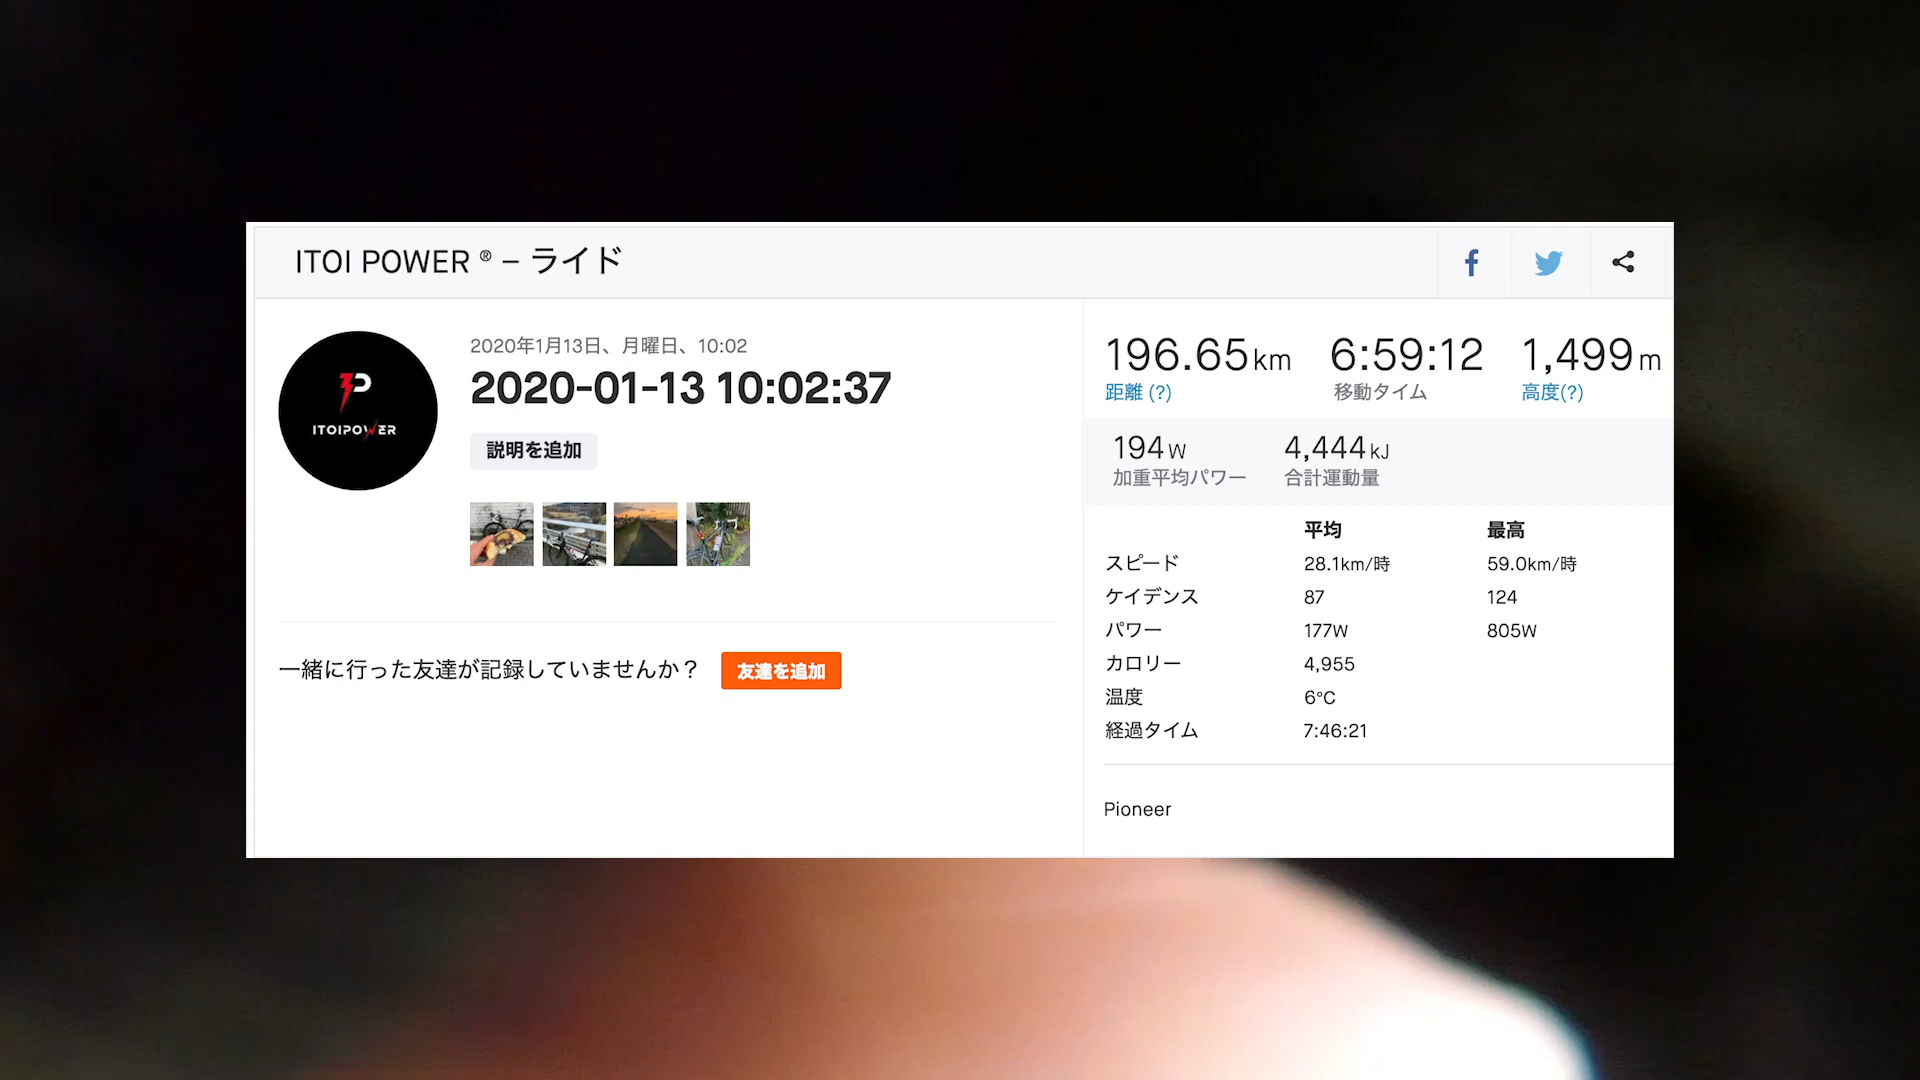 ITOI POWER ® – ライド
ITOIPOWER
2020年1月13日、月曜日、10:02
2020-01-13 10:02:37
説明を追加
一緒に行った友達が記録していませんか？
友達を追加
196.65km 6:59:12 1,499m
距離 (?) 移動タイム 高度(?)
194W 4,444kJ
加重平均パワー 合計運動量
平均 最高
スピード 28.1km/時 59.0km/時
ケイデンス 87 124
パワー 177W 805W
カロリー 4,955
温度 6°C
経過タイム 7:46:21
Pioneer